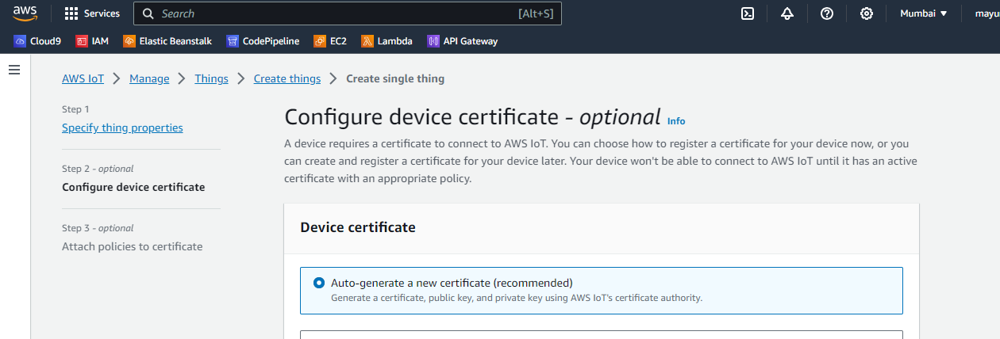 aws
Services
Search
[Alt+S]
Mumbai
Cloud9
IAM
Elastic Beanstalk
CodePipeline
EC2
Lambda
API Gateway
AWS IoT
Manage
Things
Create things
Create single thing
Step 1
Specify thing properties
Step 2 - optional
Configure device certificate
Step 3 - optional
Attach policies to certificate
Configure device certificate - optional Info
A device requires a certificate to connect to AWS IoT. You can choose how to register a certificate for your device now, or you
can create and register a certificate for your device later. Your device won't be able to connect to AWS IoT until it has an active
certificate with an appropriate policy.
Device certificate
Auto-generate a new certificate (recommended)
Generate a certificate, public key, and private key using AWS IoT's certificate authority.